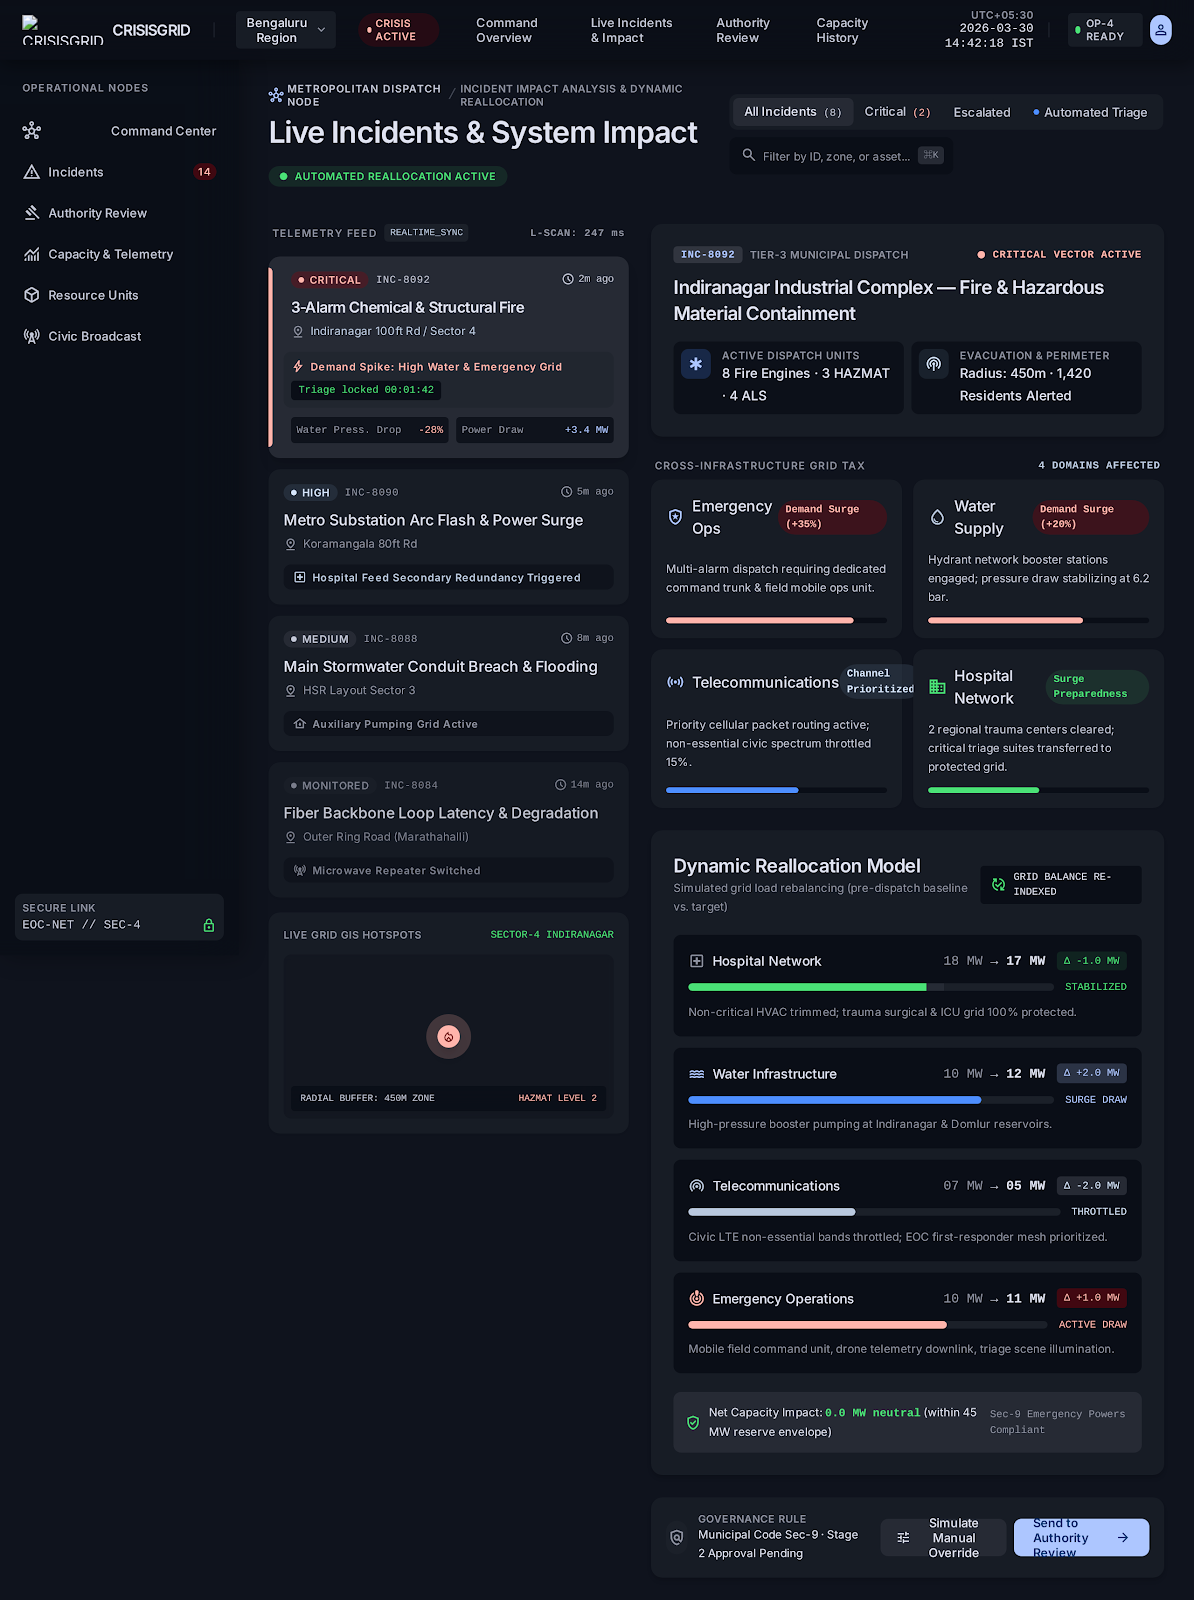 CRISISGRID
CRISISGRID
Bengaluru
Region
CRISIS
ACTIVE
Command
Overview
Live Incidents
& Impact
Authority
Review
Capacity
History
UTC+05:30
2026-03-30
14:42:18 IST
OP-4
READY
OPERATIONAL NODES
Command Center
Incidents 14
Authority Review
Capacity & Telemetry
Resource Units
Civic Broadcast
SECURE LINK
EOC-NET // SEC-4
METROPOLITAN DISPATCH
NODE
/
INCIDENT IMPACT ANALYSIS & DYNAMIC
REALLOCATION
Live Incidents & System Impact
AUTOMATED REALLOCATION ACTIVE
All Incidents (8) Critical (2) Escalated Automated Triage
Filter by ID, zone, or asset... ⌘K
TELEMETRY FEED REALTIME_SYNC L-SCAN: 247 ms
CRITICAL INC-8092 2m ago
3-Alarm Chemical & Structural Fire
Indiranagar 100ft Rd / Sector 4
Demand Spike: High Water & Emergency Grid
Triage locked 00:01:42
Water Press. Drop -28% Power Draw +3.4 MW
HIGH INC-8090 5m ago
Metro Substation Arc Flash & Power Surge
Koramangala 80ft Rd
Hospital Feed Secondary Redundancy Triggered
MEDIUM INC-8088 8m ago
Main Stormwater Conduit Breach & Flooding
HSR Layout Sector 3
Auxiliary Pumping Grid Active
MONITORED INC-8084 14m ago
Fiber Backbone Loop Latency & Degradation
Outer Ring Road (Marathahalli)
Microwave Repeater Switched
LIVE GRID GIS HOTSPOTS SECTOR-4 INDIRANAGAR
RADIAL BUFFER: 450M ZONE HAZMAT LEVEL 2
INC-8092 TIER-3 MUNICIPAL DISPATCH CRITICAL VECTOR ACTIVE
Indiranagar Industrial Complex — Fire & Hazardous
Material Containment
ACTIVE DISPATCH UNITS
8 Fire Engines · 3 HAZMAT
· 4 ALS
EVACUATION & PERIMETER
Radius: 450m · 1,420
Residents Alerted
CROSS-INFRASTRUCTURE GRID TAX 4 DOMAINS AFFECTED
Emergency
Ops
Demand Surge
(+35%)
Multi-alarm dispatch requiring dedicated
command trunk & field mobile ops unit.
Water
Supply
Demand Surge
(+20%)
Hydrant network booster stations
engaged; pressure draw stabilizing at 6.2
bar.
Telecommunications
Channel
Prioritized
Priority cellular packet routing active;
non-essential civic spectrum throttled
15%.
Hospital
Network
Surge
Preparedness
2 regional trauma centers cleared;
critical triage suites transferred to
protected grid.
Dynamic Reallocation Model
Simulated grid load rebalancing (pre-dispatch baseline
vs. target)
GRID BALANCE RE-
INDEXED
Hospital Network 18 MW → 17 MW Δ -1.0 MW
STABILIZED
Non-critical HVAC trimmed; trauma surgical & ICU grid 100% protected.
Water Infrastructure 10 MW → 12 MW Δ +2.0 MW
SURGE DRAW
High-pressure booster pumping at Indiranagar & Domlur reservoirs.
Telecommunications 07 MW → 05 MW Δ -2.0 MW
THROTTLED
Civic LTE non-essential bands throttled; EOC first-responder mesh prioritized.
Emergency Operations 10 MW → 11 MW Δ +1.0 MW
ACTIVE DRAW
Mobile field command unit, drone telemetry downlink, triage scene illumination.
Net Capacity Impact: 0.0 MW neutral (within 45
MW reserve envelope)
Sec-9 Emergency Powers
Compliant
GOVERNANCE RULE
Municipal Code Sec-9 · Stage
2 Approval Pending
Simulate
Manual
Override
Send to
Authority
Review